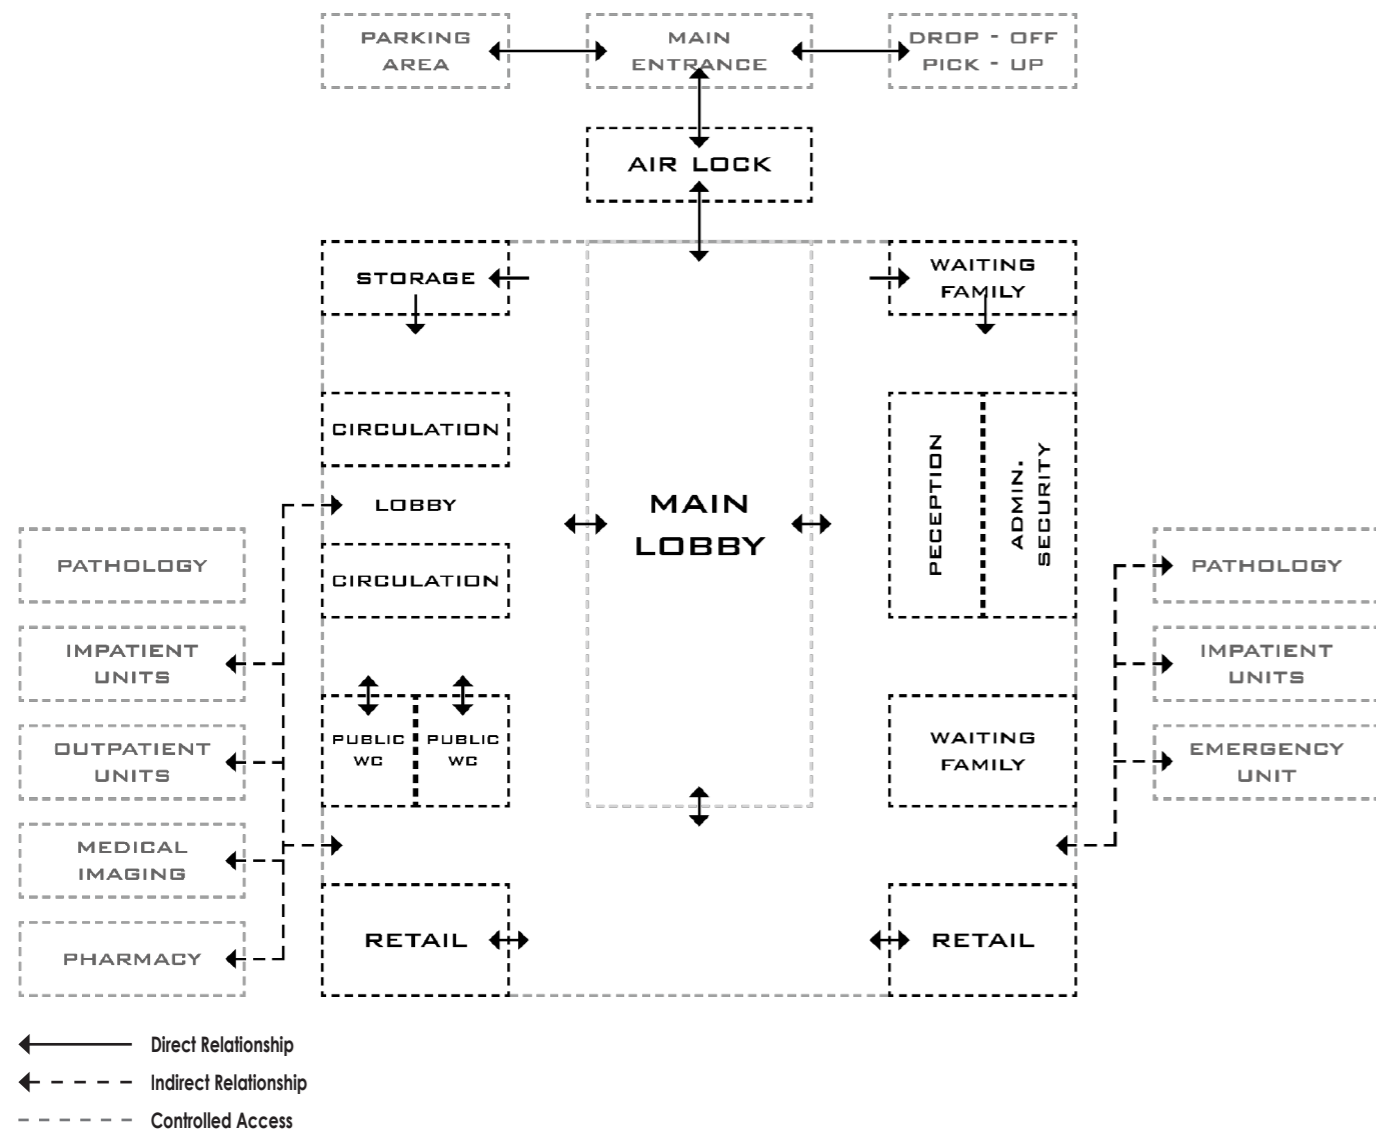 PARKING
AREA
MAIN
ENTRANCE
DROP - OFF
PICK - UP
AIR LOCK
STORAGE
WAITING
FAMILY
CIRCULATION
LOBBY
CIRCULATION
MAIN
LOBBY
PECEPTION
ADMIN.
SECURITY
PATHOLOGY
IMPATIENT
UNITS
OUTPATIENT
UNITS
MEDICAL
IMAGING
PHARMACY
PUBLIC
WC
PUBLIC
WC
WAITING
FAMILY
PATHOLOGY
IMPATIENT
UNITS
EMERGENCY
UNIT
RETAIL
RETAIL
Direct Relationship
Indirect Relationship
Controlled Access